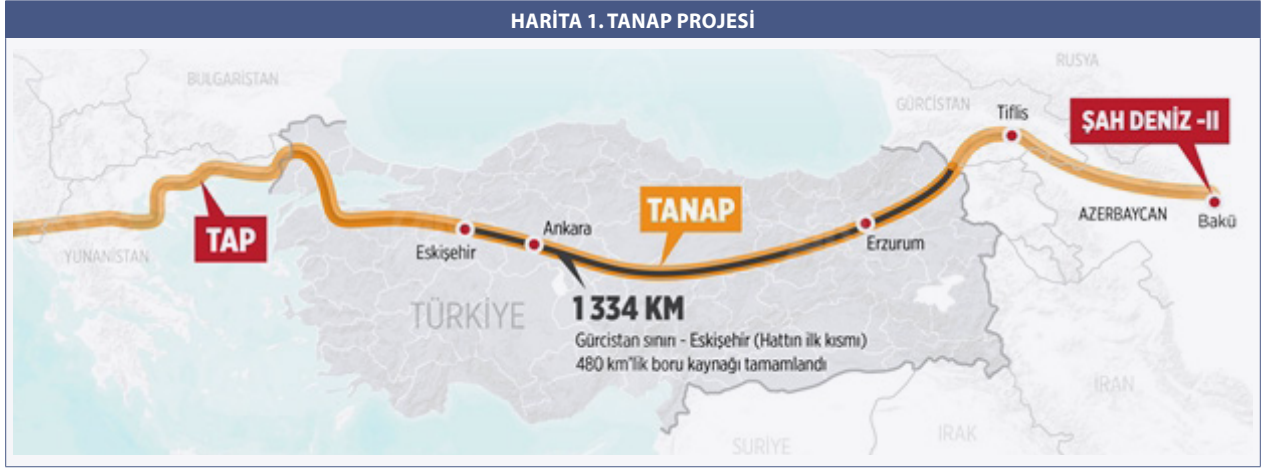 HARİTA 1. TANAP PROJESİ
RUSYA
BULGARİSTAN
GÜRCİSTAN
Tiflis
ŞAH DENİZ -II
TANAP
AZERBAYCAN
Bakü
TAP
Ankara
Erzurum
YUNANİSTAN
Eskişehir
TÜRKİYE
1 334 KM
Gürcistan sınırı - Eskişehir (Hattın ilk kısmı)
480 km'lik boru kaynağı tamamlandı
İRAN
IRAK
SURİYE